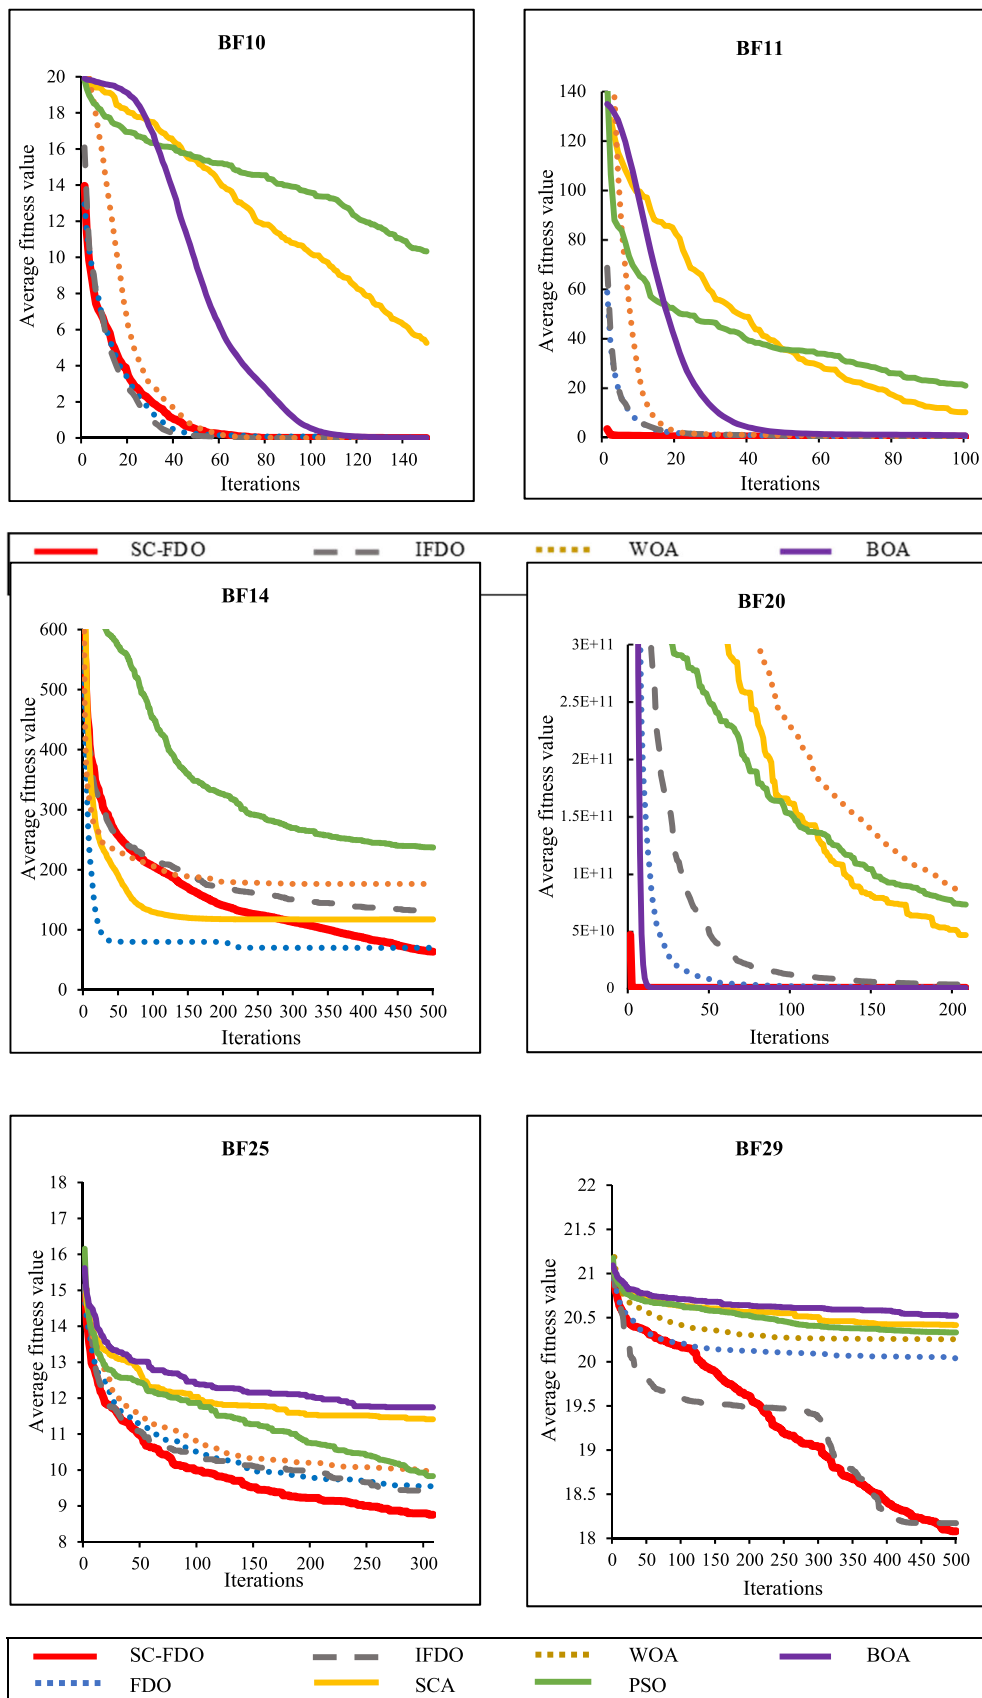 BF10
Average fitness value
20
18
16
14
12
10
8
6
4
2
0
0 20 40 60 80 100 120 140
Iterations
BF11
Average fitness value
140
120
100
80
60
40
20
0
0 20 40 60 80 100
Iterations
SC-FDO IFDO WOA BOA
BF14
Average fitness value
600
500
400
300
200
100
0
0 50 100 150 200 250 300 350 400 450 500
Iterations
BF20
Average fitness value
3E+11
2.5E+11
2E+11
1.5E+11
1E+11
5E+10
0
0 50 100 150 200
Iterations
BF25
Average fitness value
18
17
16
15
14
13
12
11
10
9
8
0 50 100 150 200 250 300
Iterations
BF29
Average fitness value
22
21.5
21
20.5
20
19.5
19
18.5
18
0 50 100 150 200 250 300 350 400 450 500
Iterations
SC-FDO IFDO WOA BOA
FDO SCA PSO